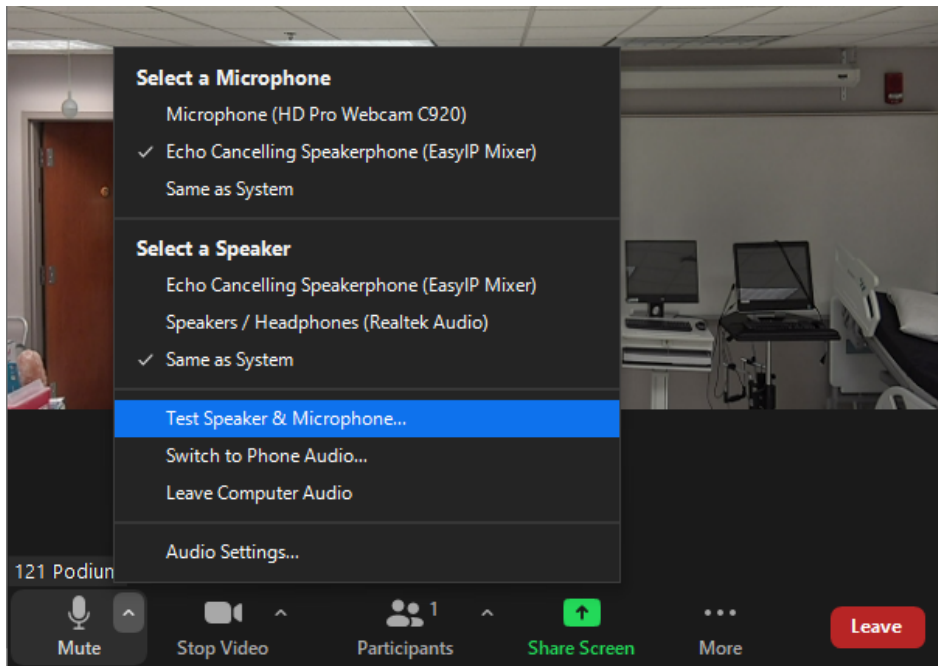 Select a Microphone
Microphone (HD Pro Webcam C920)
Echo Cancelling Speakerphone (EasyIP Mixer)
Same as System
Select a Speaker
Echo Cancelling Speakerphone (EasyIP Mixer)
Speakers / Headphones (Realtek Audio)
Same as System
Test Speaker & Microphone...
Switch to Phone Audio...
Leave Computer Audio
Audio Settings...
121 Podium
Mute
Stop Video
1
Participants
Share Screen
More
Leave